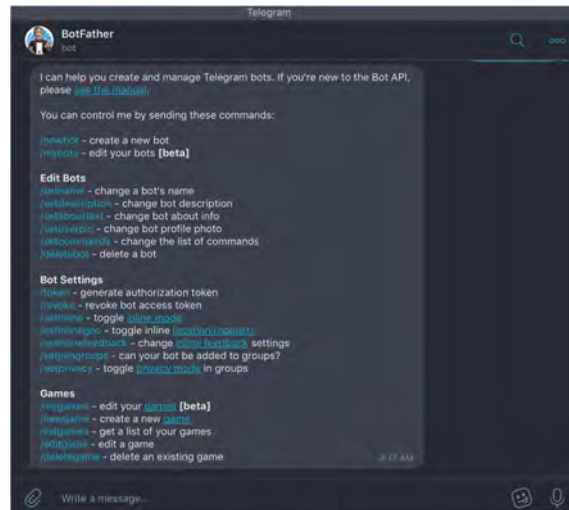 Telegram
BotFather
bot
I can help you create and manage Telegram bots. If you're new to the Bot API,
please see the manual.
You can control me by sending these commands:
/newbot - create a new bot
/mybots - edit your bots [beta]
Edit Bots
/setname - change a bot's name
/setdescription - change bot description
/setabouttext - change bot about info
/setuserpic - change bot profile photo
/setcommands - change the list of commands
/deletebot - delete a bot
Bot Settings
/token - generate authorization token
/revoke - revoke bot access token
/setinline - toggle inline mode
/setinlinegeo - toggle inline location requests
/setinlinefeedback - change inline feedback settings
/setjoingroups - can your bot be added to groups?
/setprivacy - toggle privacy mode in groups
Games
/mygames - edit your games [beta]
/newgame - create a new game
/listgames - get a list of your games
/editgame - edit a game
/deletegame - delete an existing game
Write a message...